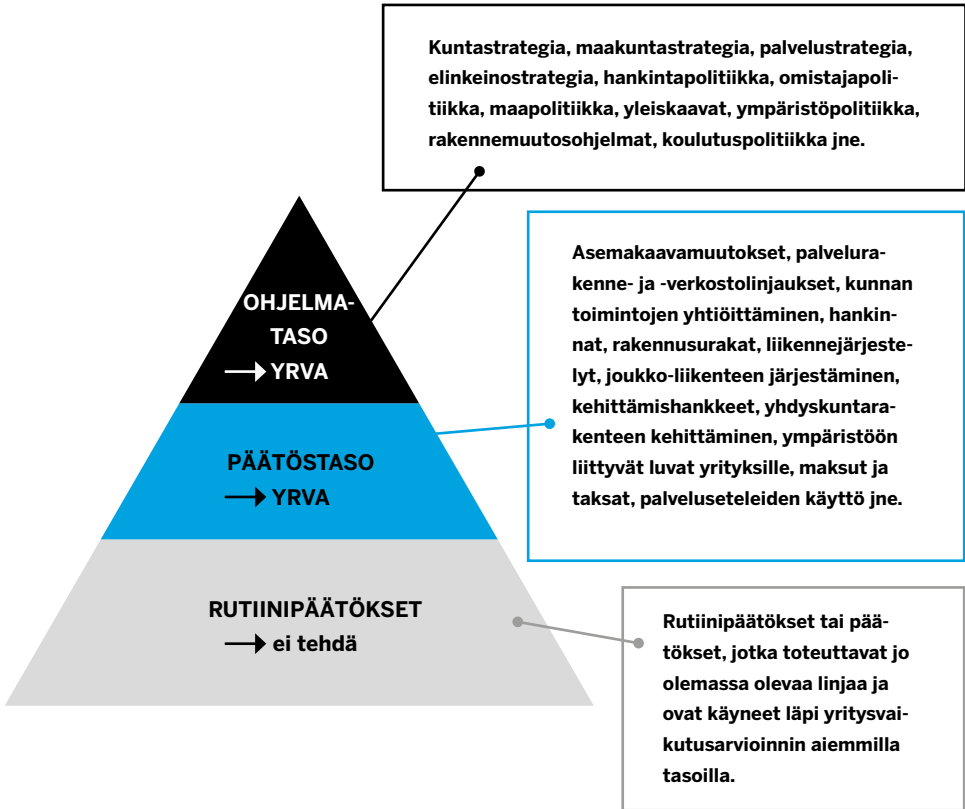 Kuntastrategia, maakuntastrategia, palvelustrategia,
elinkeinostrategia, hankintapolitiikka, omistajapoli-
tiikka, maapolitiikka, yleiskaavat, ympäristöpolitiikka,
rakennemuutosohjelmat, koulutuspolitiikka jne.
OHJELMA-
TASO
→ YRVA
Asemakaavamuutokset, palvelura-
kenne- ja -verkostolinjaukset, kunnan
toimintojen yhtiöittäminen, hankin-
nat, rakennusurakat, liikennejärjeste-
lyt, joukko-liikenteen järjestäminen,
kehittämishankkeet, yhdyskuntara-
kenteen kehittäminen, ympäristöön
liittyvät luvat yrityksille, maksut ja
taksat, palveluseteleiden käyttö jne.
PÄÄTÖSTASO
→ YRVA
RUTIINIPÄÄTÖKSET
→ ei tehdä
Rutiinipäätökset tai pää-
tökset, jotka toteuttavat jo
olemassa olevaa linjaa ja
ovat käyneet läpi yritysvai-
kutusarvioinnin aiemmilla
tasoilla.